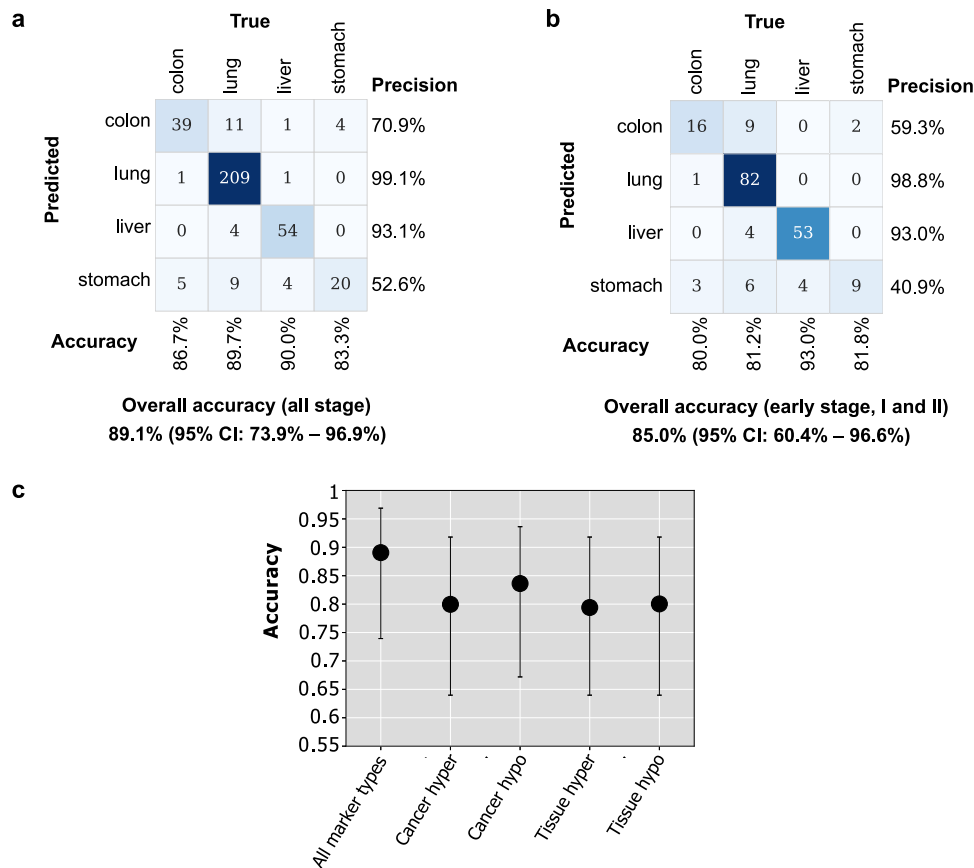 a
True
colon lung liver stomach Precision
Predicted
colon 39 11 1 4 70.9%
lung 1 209 1 0 99.1%
liver 0 4 54 0 93.1%
stomach 5 9 4 20 52.6%
Accuracy 86.7% 89.7% 90.0% 83.3%
Overall accuracy (all stage)
89.1% (95% CI: 73.9% – 96.9%)
b
True
colon lung liver stomach Precision
Predicted
colon 16 9 0 2 59.3%
lung 1 82 0 0 98.8%
liver 0 4 53 0 93.0%
stomach 3 6 4 9 40.9%
Accuracy 80.0% 81.2% 93.0% 81.8%
Overall accuracy (early stage, I and II)
85.0% (95% CI: 60.4% – 96.6%)
c
Accuracy
1
0.95
0.9
0.85
0.8
0.75
0.7
0.65
0.6
0.55
All marker types
Cancer hyper
Cancer hypo
Tissue hyper
Tissue hypo